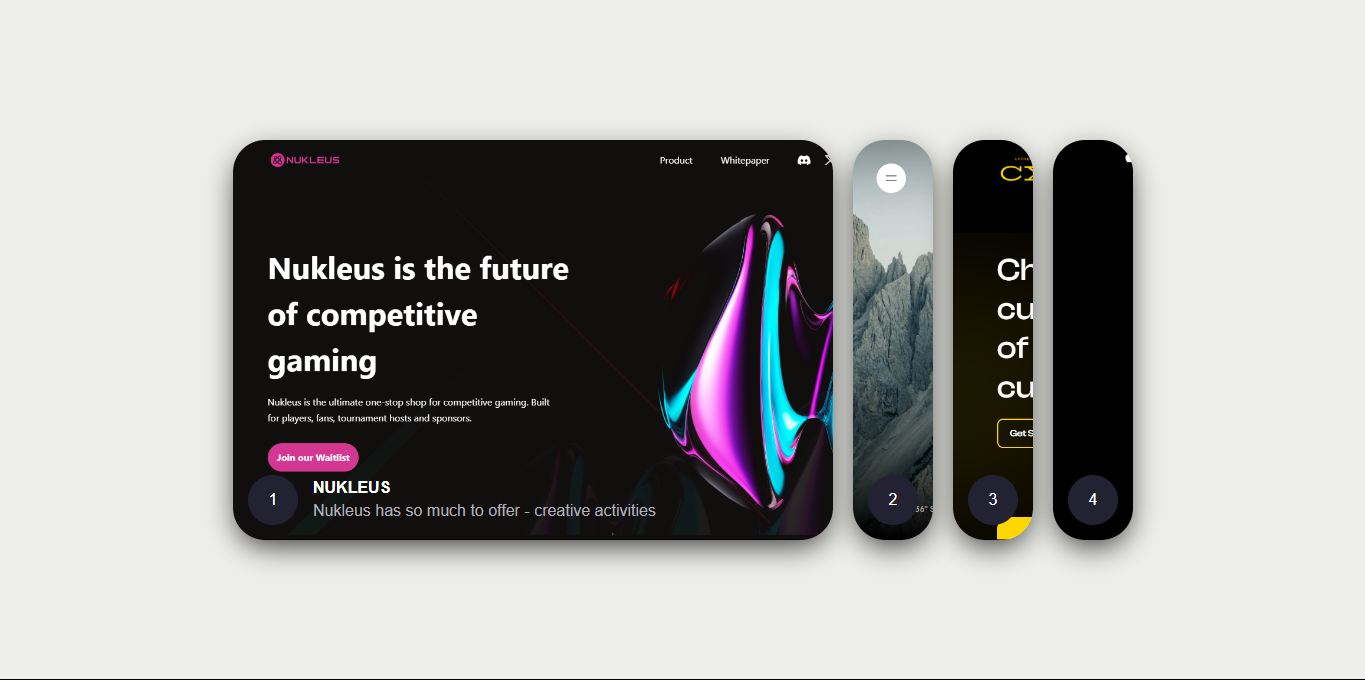 NUKLEUS
Product Whitepaper
Nukleus is the future
of competitive
gaming
Nukleus is the ultimate one-stop shop for competitive gaming. Built
for players, fans, tournament hosts and sponsors.
Join our Waitlist
1
NUKLEUS
Nukleus has so much to offer - creative activities
2
36" S
Ch
cu
of
cu
Get S
3
4